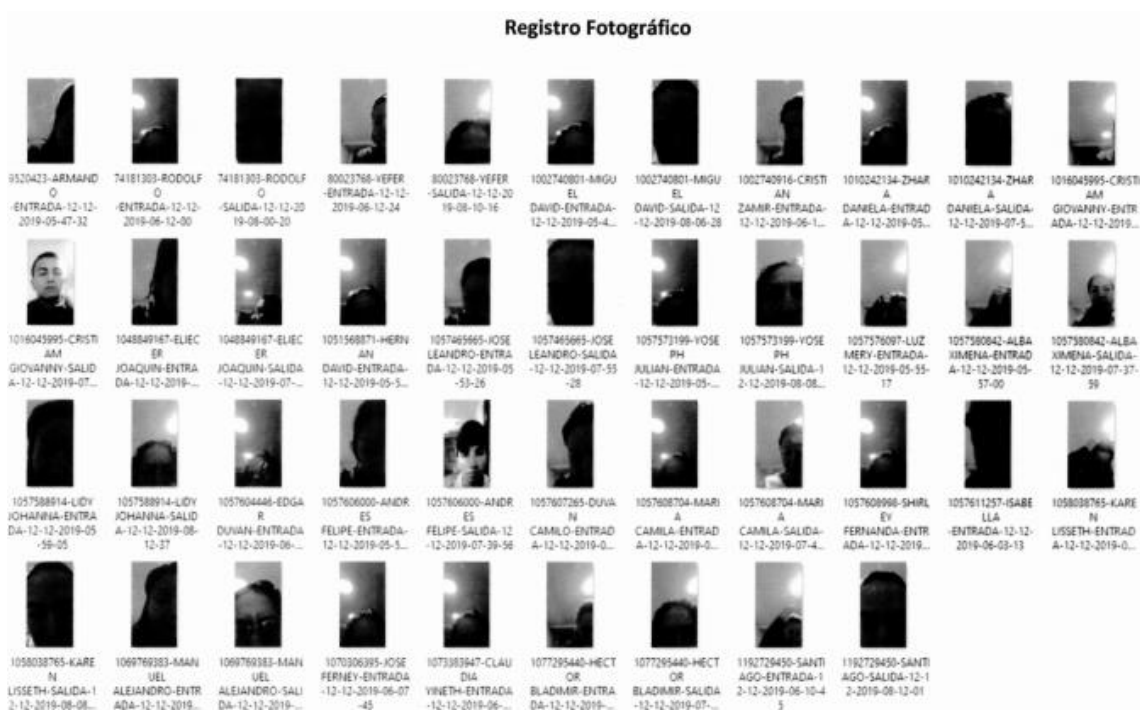 Registro Fotográfico
9520423-ARMAND 74181303-RODOLF 74181303-RODOLF 80023768-YEFER 80023768-YEFER 1002740801-MIGU 1002740801-MIGU 1002740916-CRISTI 1010242134-ZHAR 1010242134-ZHAR 1016045995-CRISTI
O O O -ENTRADA-12-12- -SALIDA-12-12-20 EL EL AN A A AM
-ENTRADA-12-12- -ENTRADA-12-12- -SALIDA-12-12-20 2019-06-12-24 19-08-10-16 DAVID-ENTRADA- DAVID-SALIDA-12 ZAMIR-ENTRADA- DANIELA-ENTRAD DANIELA-SALIDA- GIOVANNY-ENTR
2019-05-47-32 2019-06-12-00 19-08-00-20 12-12-2019-05-4... -12-2019-08-06-28 12-12-2019-06-1... A-12-12-2019-05... 12-12-2019-07-5... ADA-12-12-2019...
1016045995-CRISTI 1048849167-ELIEC 1048849167-ELIEC 1051568871-HERN 1057465665-JOSE 1057465665-JOSE 1057573199-YOSE 1057573199-YOSE 1057576097-LUZ 1057580842-ALBA 1057580842-ALBA
AM ER ER AN LEANDRO-ENTRA LEANDRO-SALIDA PH PH MERY-ENTRADA- XIMENA-ENTRAD XIMENA-SALIDA-
GIOVANNY-SALID JOAQUIN-ENTRA JOAQUIN-SALIDA DAVID-ENTRADA DA-12-12-2019-05 -12-12-2019-07-55 JULIAN-ENTRADA JULIAN-SALIDA-1 12-12-2019-05-55- A-12-12-2019-05- 12-12-2019-07-37-
A-12-12-2019-07... DA-12-12-2019-... -12-12-2019-07-... -12-12-2019-05-5... -53-26 -28 -12-12-2019-05-... 2-12-2019-08-08... 17 57-00 59
1057588914-LIDY 1057588914-LIDY 1057604446-EDGA 1057606000-ANDR 1057606000-ANDR 1057607265-DUVA 1057608704-MARI 1057608704-MARI 1057608998-SHIRL 1057611257-ISABE 1058038765-KARE
JOHANNA-ENTRA JOHANNA-SALID R ES ES N A A EY LLA N
DA-12-12-2019-05 A-12-12-2019-08- DUVAN-ENTRADA FELIPE-ENTRADA- FELIPE-SALIDA-12 CAMILO-ENTRAD CAMILA-ENTRADA- CAMILA-SALIDA- FERNANDA-ENTR -ENTRADA-12-12- LISSETH-ENTRAD
-59-05 12-37 -12-12-2019-06-... 12-12-2019-05-5... -12-2019-07-39-56 A-12-12-2019-0... 12-12-2019-0... 12-12-2019-07-4... ADA-12-12-2019... 2019-06-03-13 A-12-12-2019-0...
1058038765-KARE 1069769383-MAN 1069769383-MAN 1070306395-JOSE 1073383947-CLAU 1077295440-HECT 1077295440-HECT 1192729450-SANTI 1192729450-SANTI
N UEL UEL FERNEY-ENTRADA DIA OR OR AGO-ENTRADA-1 AGO-SALIDA-12-1
LISSETH-SALIDA-1 ALEJANDRO-ENTR ALEJANDRO-SALI -12-12-2019-06-07 YINETH-ENTRADA BLADIMIR-ENTRA BLADIMIR-SALIDA 2-12-2019-06-10-4 2-2019-08-12-01
2-12-2019-08-08... ADA-12-12-2019... DA-12-12-2019-... -45 -12-12-2019-06-... DA-12-12-2019-... -12-12-2019-07-... 5